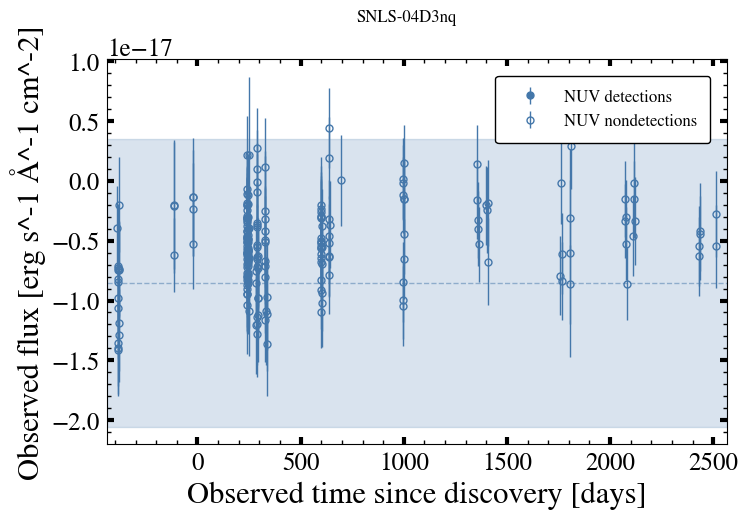 SNLS-04D3nq
1e−17
NUV detections
NUV nondetections
1.0
0.5
0.0
−0.5
−1.0
−1.5
−2.0
Observed flux [erg s^-1 Å^-1 cm^-2]
0 500 1000 1500 2000 2500
Observed time since discovery [days]